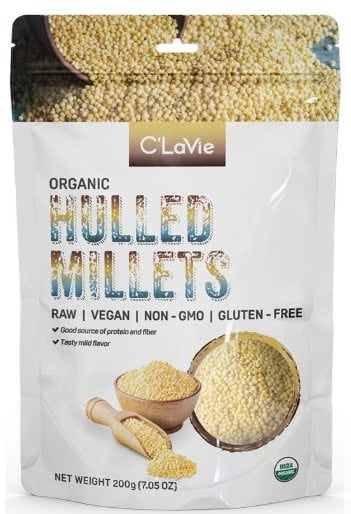 C'LaVie
ORGANIC
HULLED
MILLETS
RAW | VEGAN | NON - GMO | GLUTEN - FREE
✓ Good source of protein and fiber
✓ Tasty mild flavor
USDA
ORGANIC
NET WEIGHT 200g (7.05 OZ)